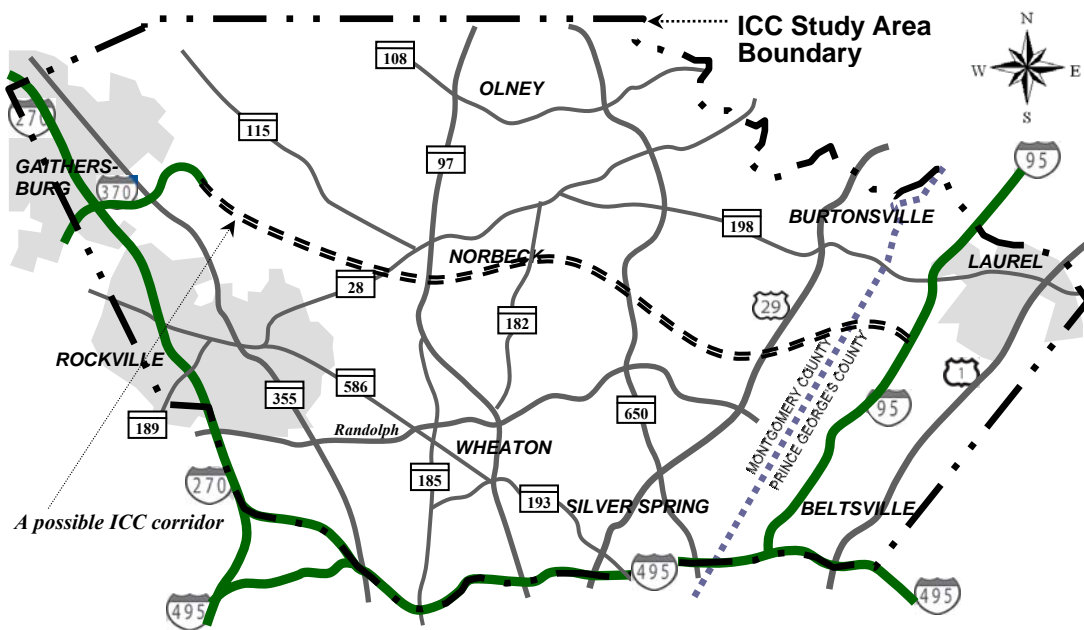 ICC Study Area
Boundary
N
W
E
S
108
OLNEY
115
97
270
95
GAITHERS-
BURG
370
198
BURTONSVILLE
LAUREL
NORBECK
28
29
182
ROCKVILLE
1
586
355
650
95
189
Randolph
WHEATON
MONTGOMERY COUNTY
PRINCE GEORGE'S COUNTY
270
185
193
SILVER SPRING
BELTSVILLE
A possible ICC corridor
495
495
495